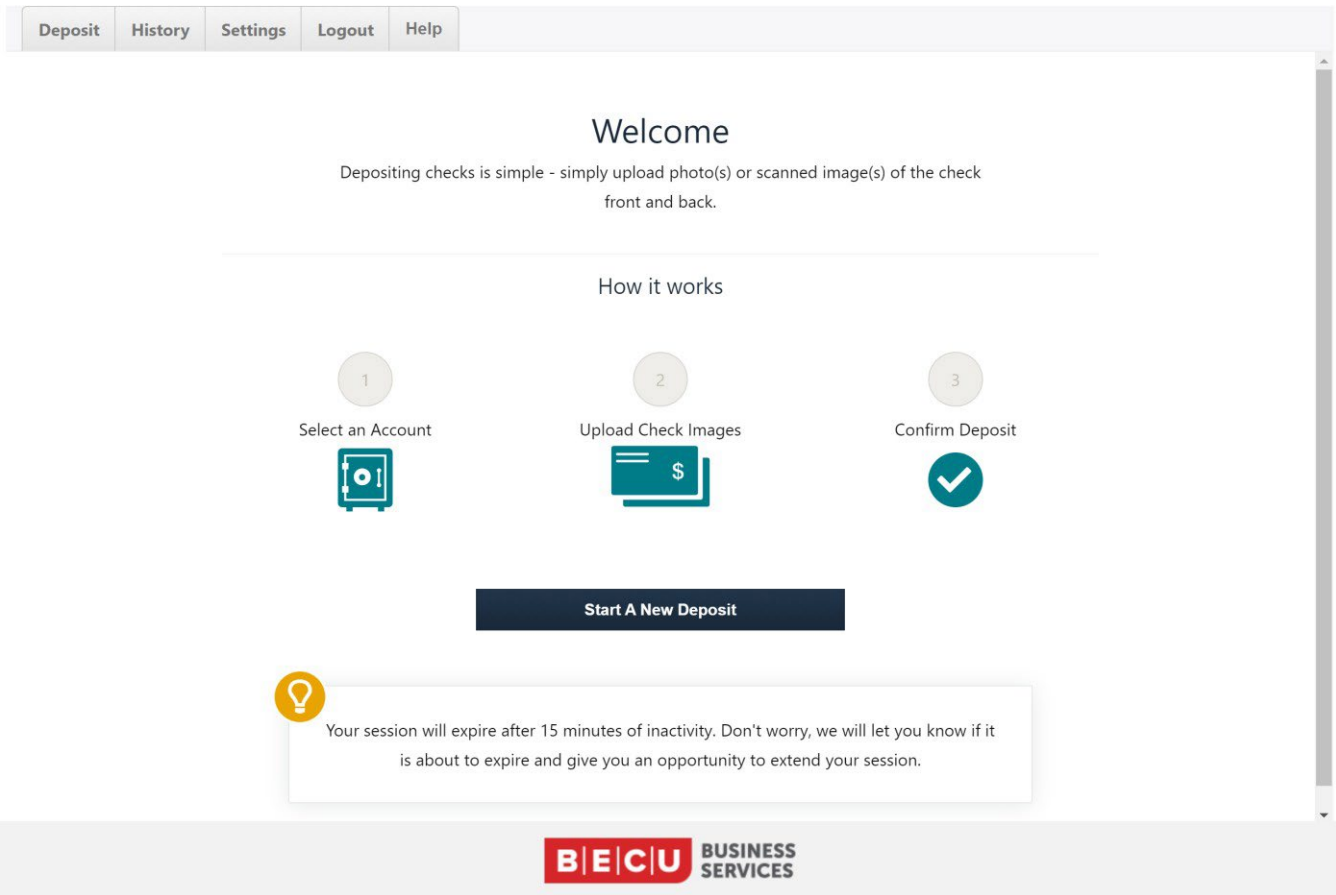 Deposit History Settings Logout Help
Welcome
Depositing checks is simple - simply upload photo(s) or scanned image(s) of the check
front and back.
How it works
1
2
3
Select an Account
Upload Check Images
Confirm Deposit
$
Start A New Deposit
Your session will expire after 15 minutes of inactivity. Don't worry, we will let you know if it
is about to expire and give you an opportunity to extend your session.
B|E|C|U BUSINESS
SERVICES